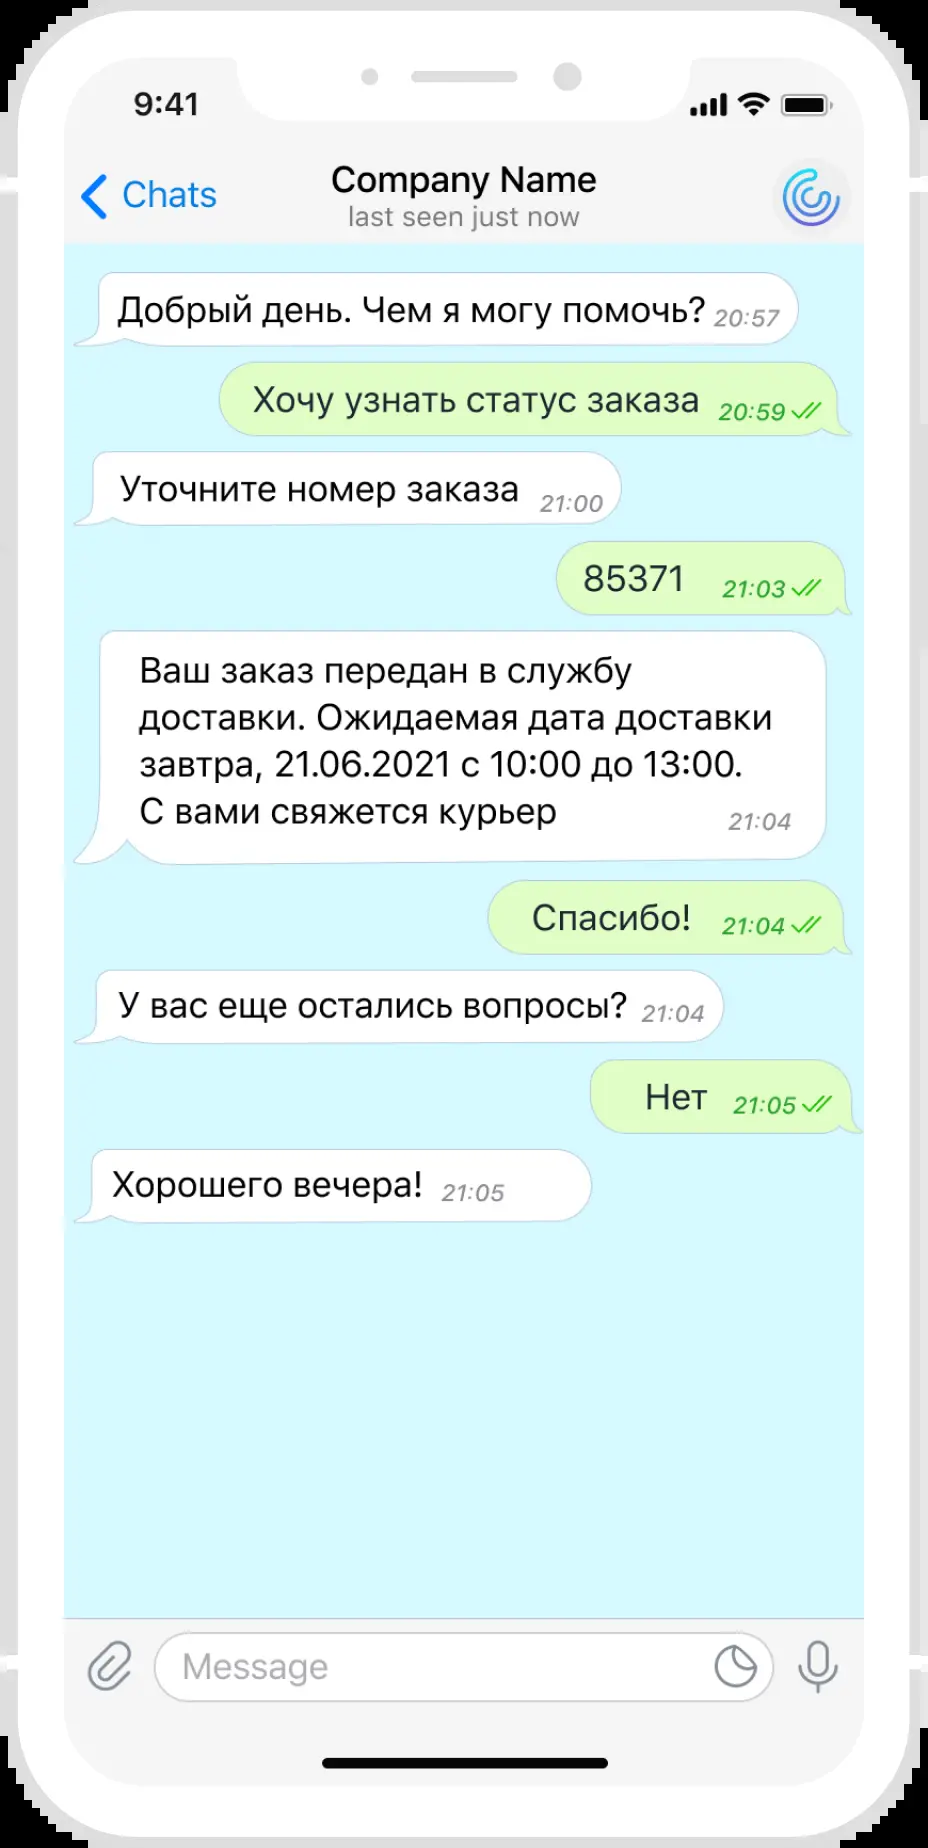 9:41
Chats
Company Name
last seen just now
Добрый день. Чем я могу помочь? 20:57
Хочу узнать статус заказа 20:59
Уточните номер заказа 21:00
85371 21:03
Ваш заказ передан в службу
доставки. Ожидаемая дата доставки
завтра, 21.06.2021 с 10:00 до 13:00.
С вами свяжется курьер 21:04
Спасибо! 21:04
У вас еще остались вопросы? 21:04
Нет 21:05
Хорошего вечера! 21:05
Message